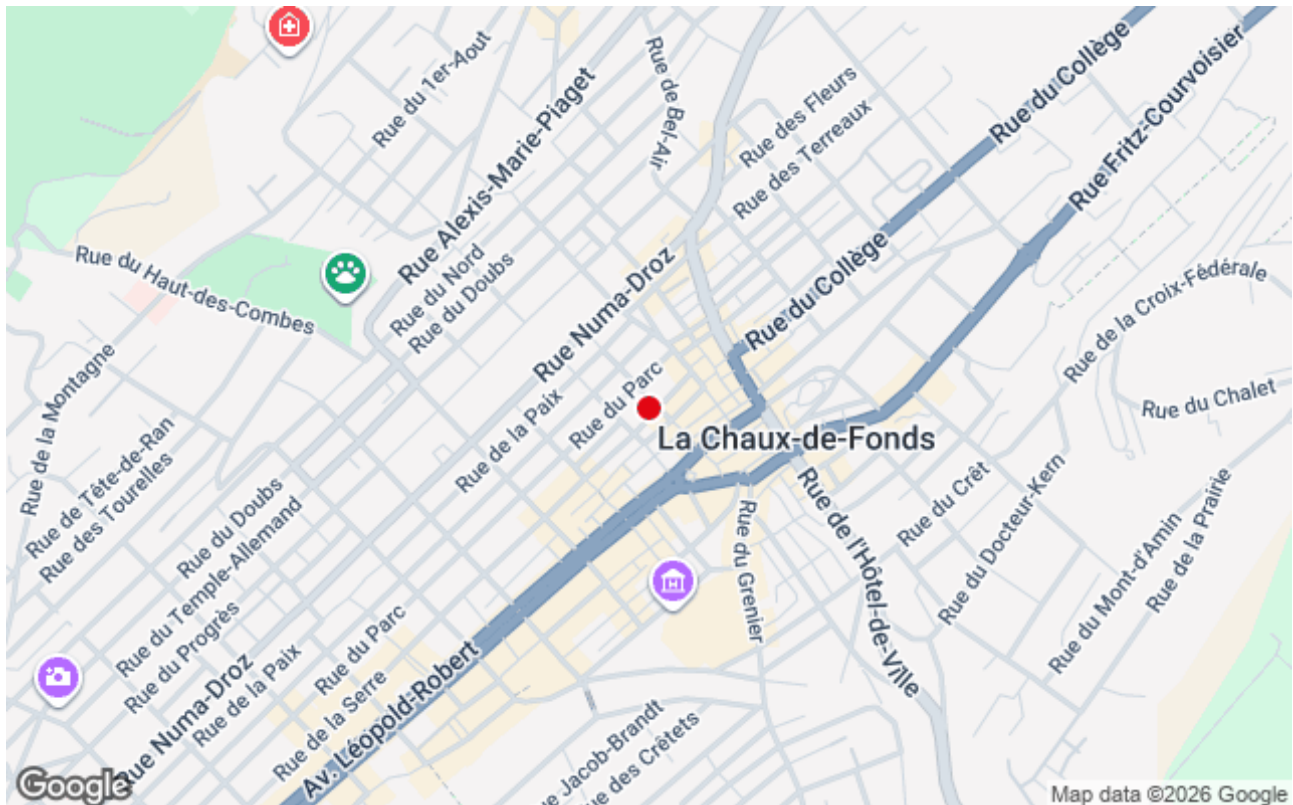 Rue du 1er-Aout
Rue de Bel-Air
Rue du Collège
Rue Fritz-Courvoisier
Rue Alexis-Marie-Piaget
Rue des Fleurs
Rue des Terreaux
Rue du Haut-des-Combes
Rue du Nord
Rue du Doubs
Rue Numa-Droz
Rue du Collège
Rue de la Croix-Fédérale
Rue de la Montagne
Rue du Parc
Rue de la Paix
Rue du Chalet
La Chaux-de-Fonds
Rue de Tête-de-Ran
Rue des Tourelles
Rue du Doubs
Rue du Temple-Allemand
Rue du Progrès
Rue du Grenier
Rue de l'Hôtel-de-Ville
Rue du Crêt
Rue du Docteur-Kern
Rue du Mont-d'Amin
Rue de la Prairie
Rue Numa-Droz
Rue de la Paix
Rue du Parc
Rue de la Serre
Av. Léopold-Robert
ue Jacob-Brandt
ue des Crêtets
Google
Map data ©2026 Google